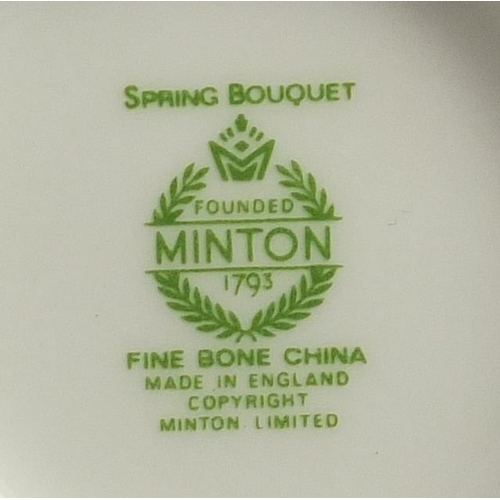 SPRING BOUQUET
FOUNDED
MINTON
1793
FINE BONE CHINA
MADE IN ENGLAND
COPYRIGHT
MINTON LIMITED